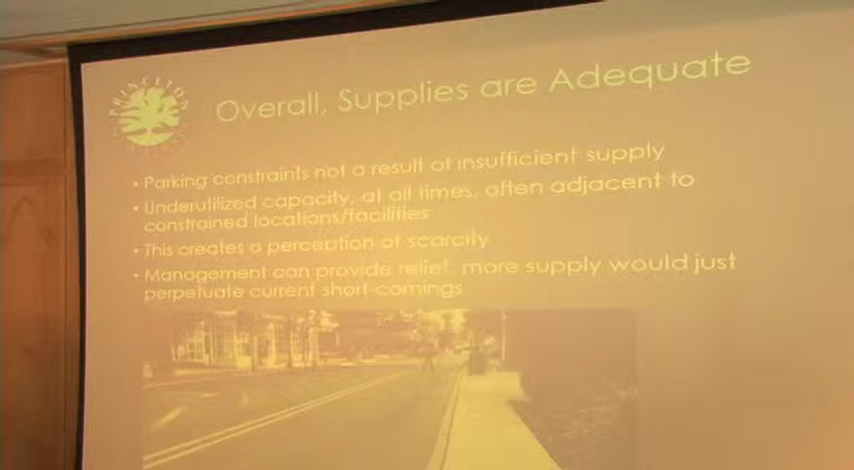 PRINCETON
Overall, Supplies are Adequate
• Parking constraints not a result of insufficient supply
• Underutilized capacity, at all times, often adjacent to
constrained locations/facilities
• This creates a perception of scarcity
• Management can provide relief, more supply would just
perpetuate current short-comings